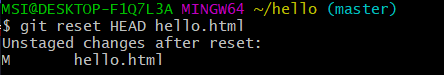 MSI@DESKTOP-F1Q7L3A MINGW64 ~/hello (master)
$ git reset HEAD hello.html
Unstaged changes after reset:
M       hello.html